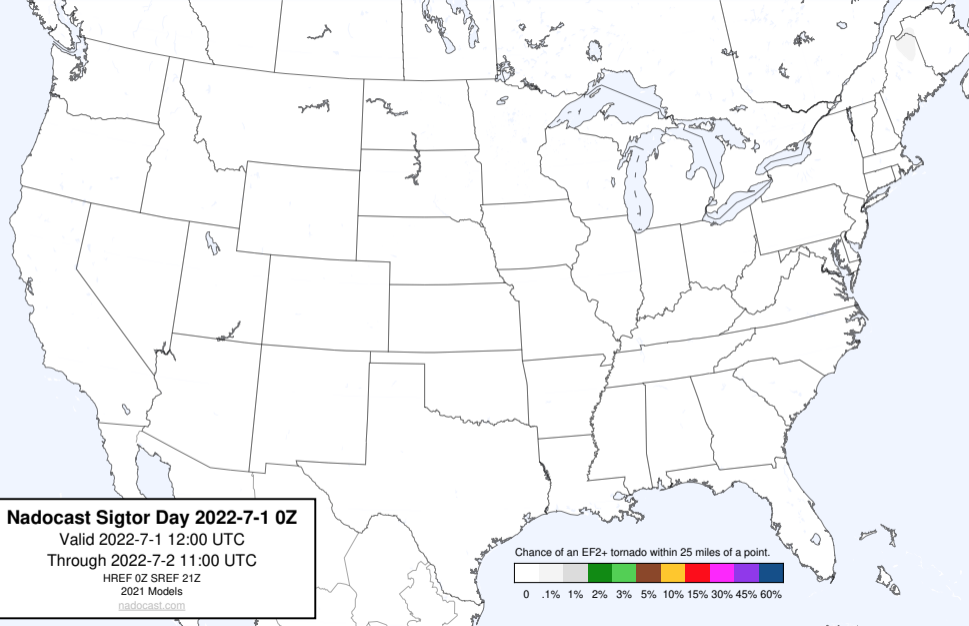 Nadocast Sigtor Day 2022-7-1 0Z
Valid 2022-7-1 12:00 UTC
Through 2022-7-2 11:00 UTC
HREF 0Z SREF 21Z
2021 Models
nadocast.com
Chance of an EF2+ tornado within 25 miles of a point.
0 .1% 1% 2% 3% 5% 10% 15% 30% 45% 60%